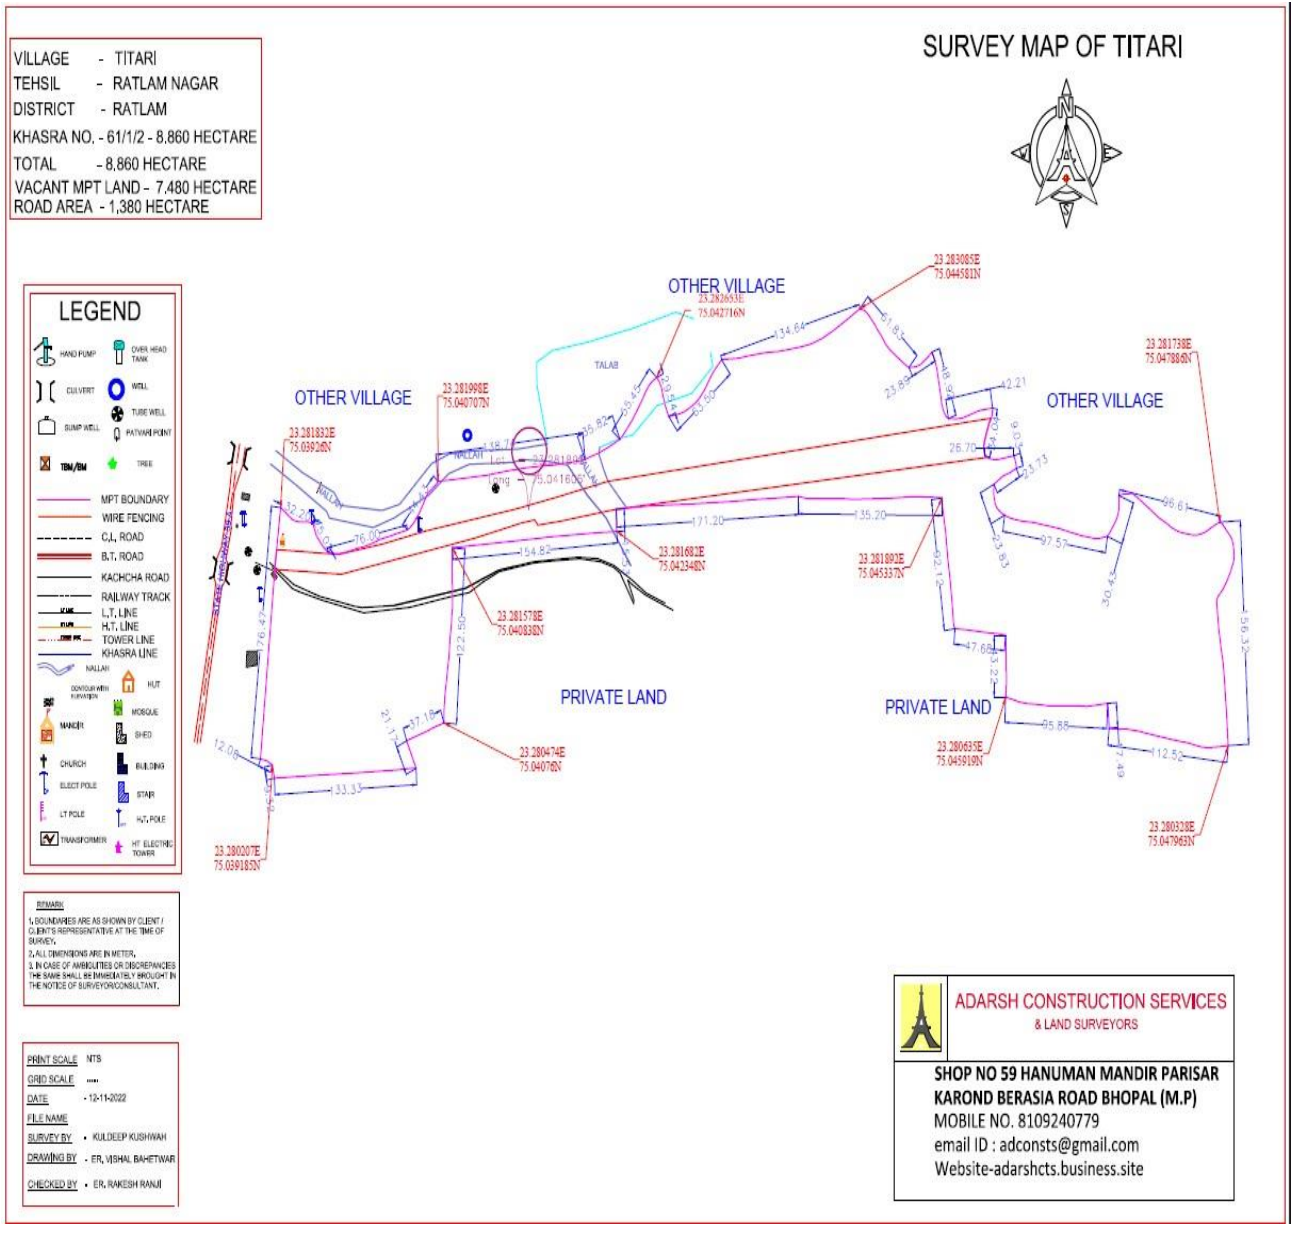 SURVEY MAP OF TITARI
VILLAGE - TITARI
TEHSIL - RATLAM NAGAR
DISTRICT - RATLAM
KHASRA NO. - 61/1/2 - 8.860 HECTARE
TOTAL - 8,860 HECTARE
VACANT MPT LAND - 7.480 HECTARE
ROAD AREA - 1,380 HECTARE
N
W
E
S
LEGEND
HAND PUMP
OVER HEAD
TANK
CULVERT
WELL
TUBE WELL
SUMP WELL
PATVARI POINT
TBM/BM
TREE
MPT BOUNDARY
WIRE FENCING
C.I., ROAD
B.T. ROAD
KACHCHA ROAD
RAILWAY TRACK
L,T, LINE
H.T. LINE
TOWER LINE
KHASRA LINE
NALLAH
CONTOUR WITH
ELEVATION
HUT
MOSQUE
MANDIR
SHED
CHURCH
BUILDING
ELECT POLE
STAIR
LT POLE
H.T. POLE
TRANSFORMER
HT ELECTRIC
TOWER
OTHER VILLAGE
OTHER VILLAGE
OTHER VILLAGE
TALAB
NALLAH
NALLAH
PRIVATE LAND
PRIVATE LAND
23.283085E
75.044581N
23.282653E
75.042716N
23.281738E
75.047886N
23.281998E
75.040707N
23.281832E
75.03926N
23.281682E
75.042348N
23.281892E
75.045337N
23.281578E
75.040838N
23.280474E
75.04076N
23.280635E
75.045919N
23.280328E
75.047963N
23.280207E
75.039185N
134.64
51.83
23.89
42.21
26.70
23.73
96.61
97.57
23.83
30.43
156.32
35.82
29.54
63.50
76.00
154.82
171.20
135.20
92.12
47.66
43.22
95.88
112.52
176.47
122.50
37.18
21.17
12.06
133.33
REMARK
1. BOUNDARIES ARE AS SHOWN BY CLIENT /
CLIENT'S REPRESENTATIVE AT THE TIME OF
SURVEY.
2. ALL DIMENSIONS ARE IN METER,
3. IN CASE OF AMBIGUITIES OR DISCREPANCIES
THE SAME SHALL BE IMMEDIATELY BROUGHT IN
THE NOTICE OF SURVEYOR/CONSULTANT.
PRINT SCALE NTS
GRID SCALE
DATE - 12-11-2022
FILE NAME
SURVEY BY - KULDEEP KUSHWAH
DRAWING BY - ER. VISHAL BAHETWAR
CHECKED BY - ER. RAKESH RANJI
ADARSH CONSTRUCTION SERVICES
& LAND SURVEYORS
SHOP NO 59 HANUMAN MANDIR PARISAR
KAROND BERASIA ROAD BHOPAL (M.P)
MOBILE NO. 8109240779
email ID : adconsts@gmail.com
Website-adarshcts.business.site